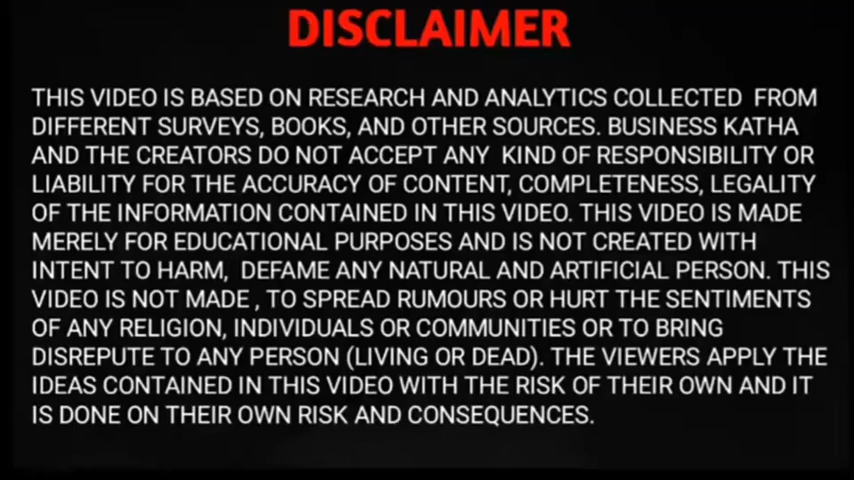 DISCLAIMER
THIS VIDEO IS BASED ON RESEARCH AND ANALYTICS COLLECTED FROM
DIFFERENT SURVEYS, BOOKS, AND OTHER SOURCES. BUSINESS KATHA
AND THE CREATORS DO NOT ACCEPT ANY KIND OF RESPONSIBILITY OR
LIABILITY FOR THE ACCURACY OF CONTENT, COMPLETENESS, LEGALITY
OF THE INFORMATION CONTAINED IN THIS VIDEO. THIS VIDEO IS MADE
MERELY FOR EDUCATIONAL PURPOSES AND IS NOT CREATED WITH
INTENT TO HARM, DEFAME ANY NATURAL AND ARTIFICIAL PERSON. THIS
VIDEO IS NOT MADE , TO SPREAD RUMOURS OR HURT THE SENTIMENTS
OF ANY RELIGION, INDIVIDUALS OR COMMUNITIES OR TO BRING
DISREPUTE TO ANY PERSON (LIVING OR DEAD). THE VIEWERS APPLY THE
IDEAS CONTAINED IN THIS VIDEO WITH THE RISK OF THEIR OWN AND IT
IS DONE ON THEIR OWN RISK AND CONSEQUENCES.